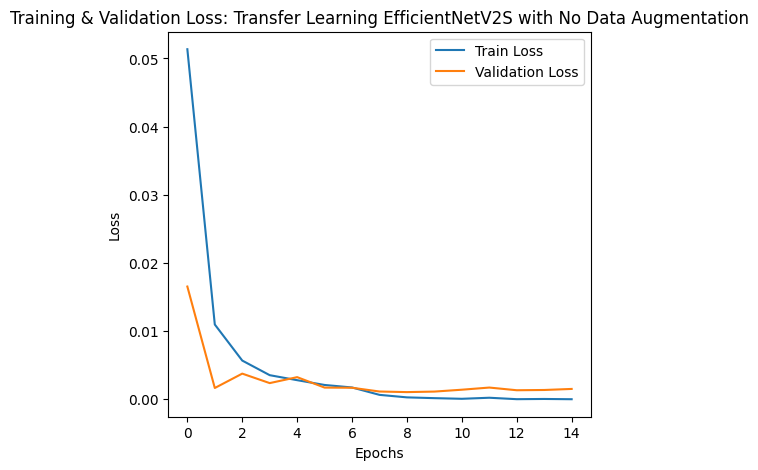 Training & Validation Loss: Transfer Learning EfficientNetV2S with No Data Augmentation
Train Loss
Validation Loss
0.05
0.04
0.03
0.02
0.01
0.00
Loss
0 2 4 6 8 10 12 14
Epochs